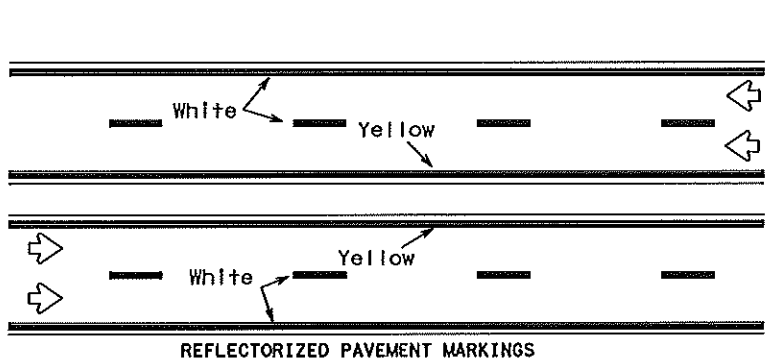 White
Yellow
Yellow
White
REFLECTORIZED PAVEMENT MARKINGS